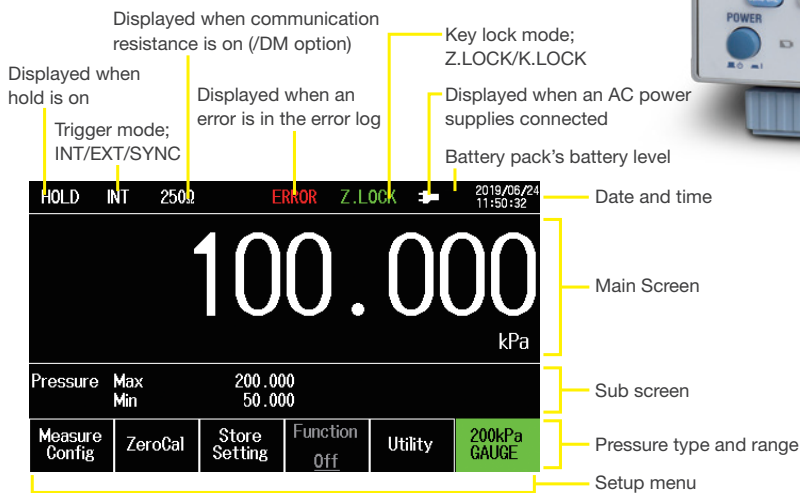 Displayed when communication
resistance is on (/DM option)
Key lock mode;
Z.LOCK/K.LOCK
POWER
Displayed when
hold is on
Displayed when an
error is in the error log
Displayed when an AC power
supplies connected
Trigger mode;
INT/EXT/SYNC
Battery pack's battery level
HOLD INT 250Ω ERROR Z.LOCK 2019/06/24
11:50:32
Date and time
100.000
kPa
Main Screen
Pressure Max 200.000
Min 50.000
Sub screen
Measure
Config
ZeroCal
Store
Setting
Function
Off
Utility
200kPa
GAUGE
Pressure type and range
Setup menu